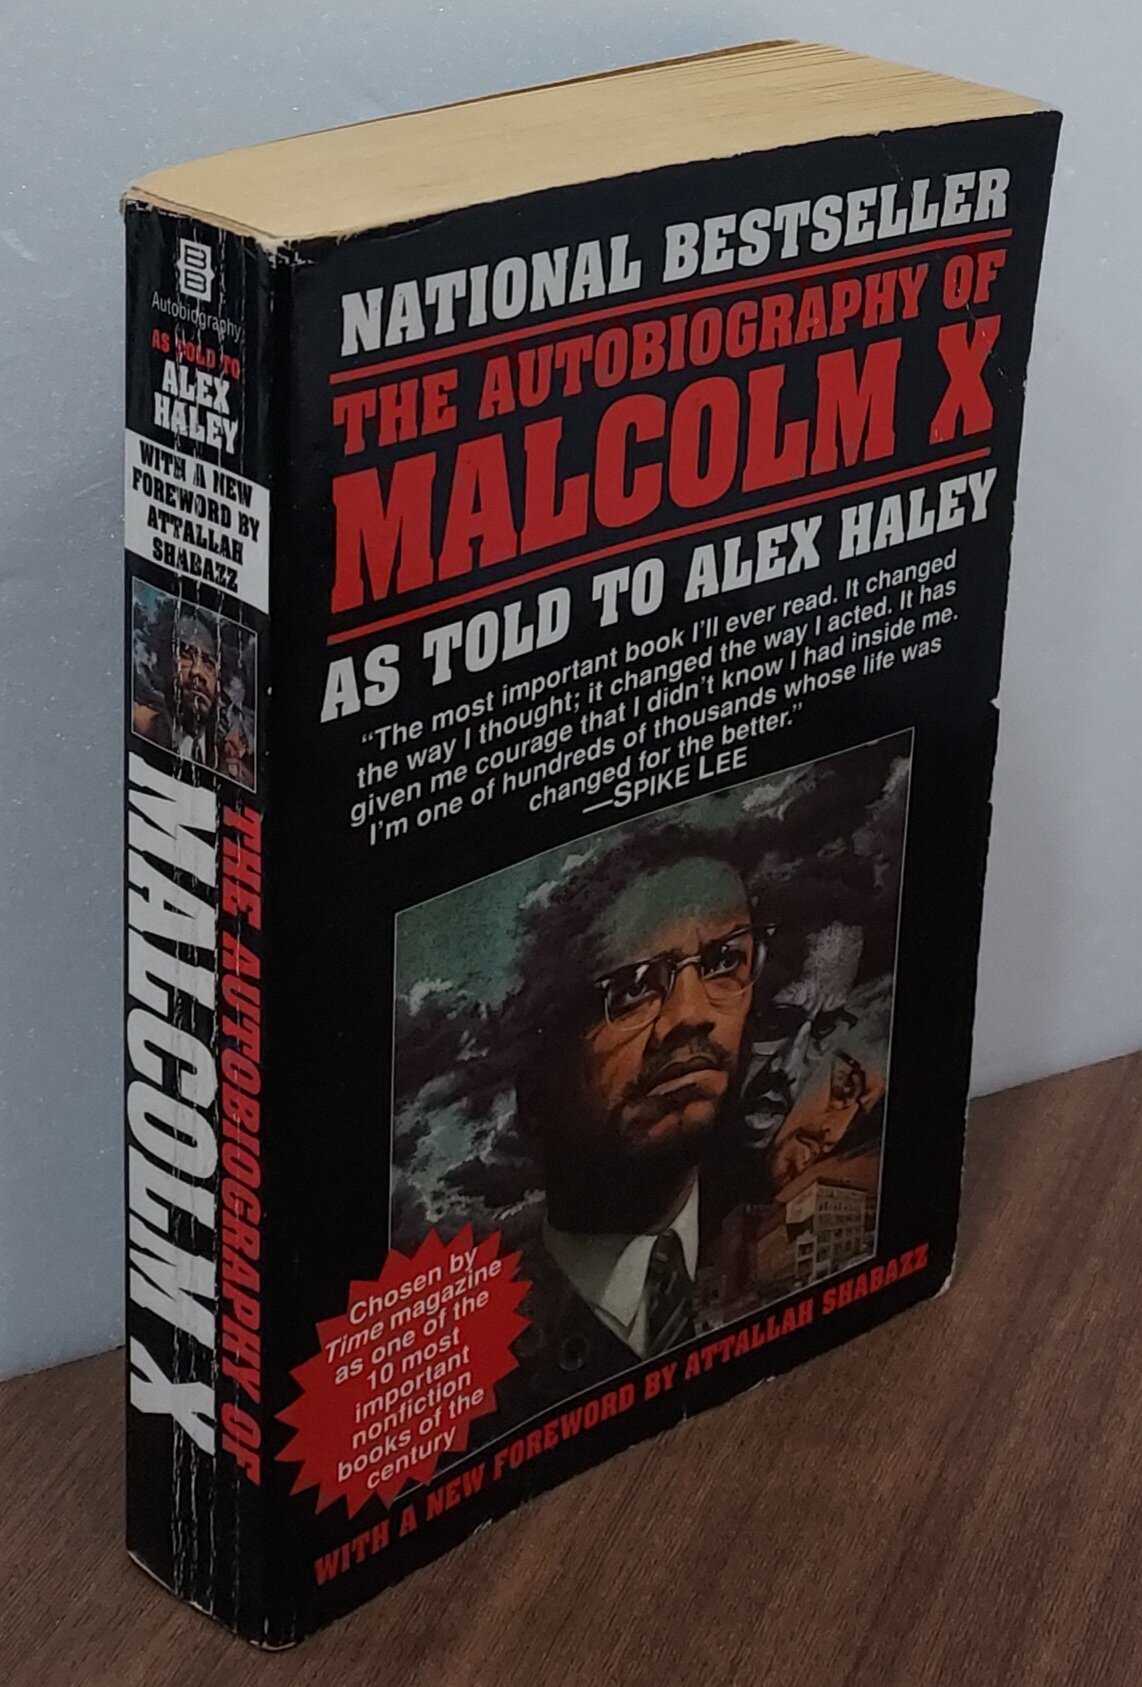 BB
Autobiography
AS TOLD TO
ALEX
HALEY
WITH A NEW
FOREWORD BY
ATTALLAH
SHABAZZ
THE AUTOBIOGRAPHY OF
MALCOLM X
NATIONAL BESTSELLER
THE AUTOBIOGRAPHY OF
MALCOLM X
AS TOLD TO ALEX HALEY
“The most important book I’ll ever read. It changed
the way I thought; it changed the way I acted. It has
given me courage that I didn’t know I had inside me.
I’m one of hundreds of thousands whose life was
changed for the better.”
—SPIKE LEE
Chosen by
Time magazine
as one of the
10 most
important
nonfiction
books of the
century
WITH A NEW FOREWORD BY ATTALLAH SHABAZZ